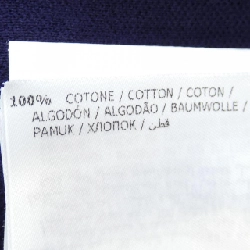 100% COTONE / COTTON / COTON /
ALGODÓN / ALGODÃO / BAUMWOLLE /
PAMUK / ХЛОПОК / قطن /